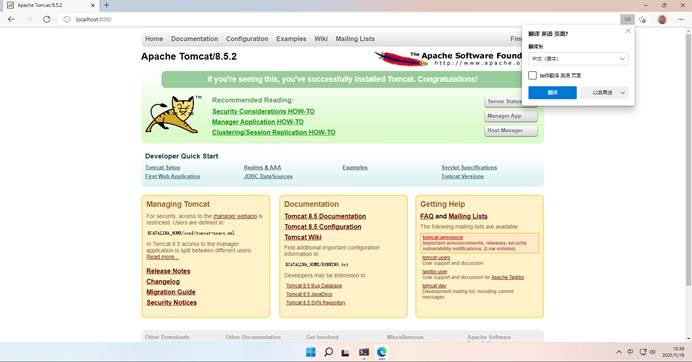 Apache Tomcat/8.5.2
localhost:8080
翻译 英语 页面?
翻译为
中文 (简体)
始终翻译 英语 页面
翻译
以后再说
Home Documentation Configuration Examples Wiki Mailing Lists
Apache Tomcat/8.5.2
The Apache Software Found
http://www.apache.o
If you're seeing this, you've successfully installed Tomcat. Congratulations!
Recommended Reading:
Security Considerations HOW-TO
Manager Application HOW-TO
Clustering/Session Replication HOW-TO
Server Status
Manager App
Host Manager
Developer Quick Start
Tomcat Setup
First Web Application
Realms & AAA
JDBC DataSources
Examples
Servlet Specifications
Tomcat Versions
Managing Tomcat
For security, access to the manager webapp is
restricted. Users are defined in:
$CATALINA_HOME/conf/tomcat-users.xml
In Tomcat 8.5 access to the manager
application is split between different users.
Read more...
Release Notes
Changelog
Migration Guide
Security Notices
Documentation
Tomcat 8.5 Documentation
Tomcat 8.5 Configuration
Tomcat Wiki
Find additional important configuration
information in:
$CATALINA_HOME/RUNNING.txt
Developers may be interested in:
Tomcat 8.5 Bug Database
Tomcat 8.5 JavaDocs
Tomcat 8.5 SVN Repository
Getting Help
FAQ and Mailing Lists
The following mailing lists are available:
tomcat-announce
Important announcements, releases, security
vulnerability notifications. (Low volume).
tomcat-users
User support and discussion
taglibs-user
User support and discussion for Apache Taglibs
tomcat-dev
Development mailing list, including commit
messages
Other Downloads
Other Documentation
Get Involved
Miscellaneous
Apache Software
中
15:39
2021/11/19